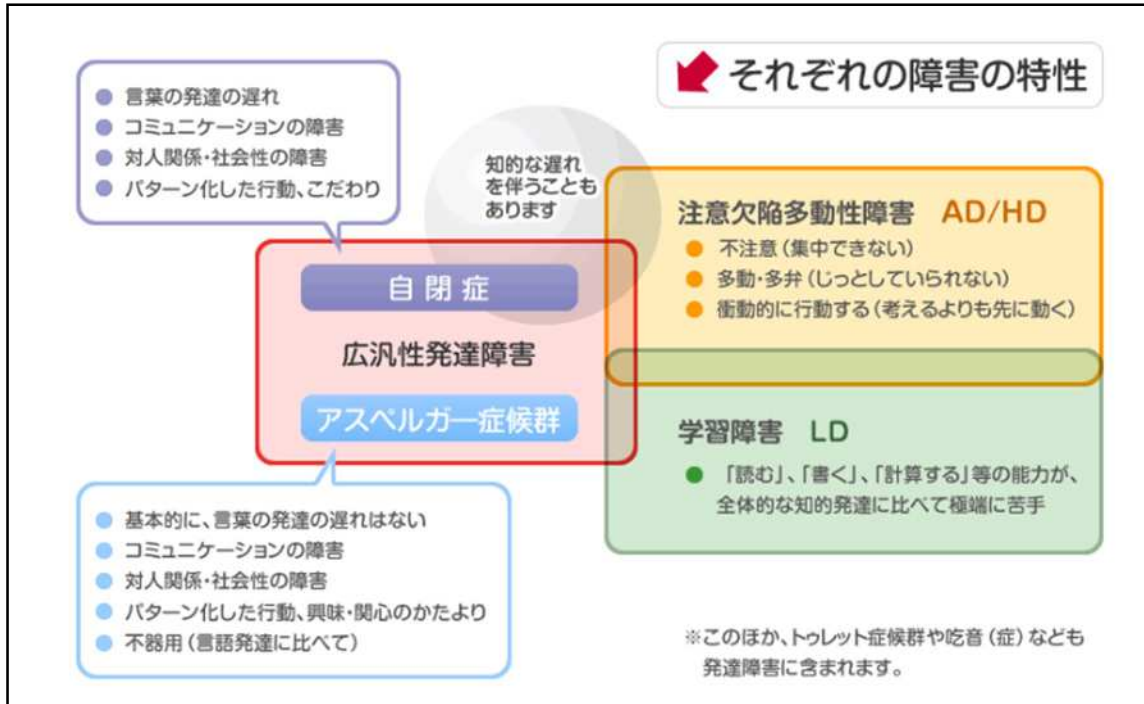 それぞれの障害の特性
● 言葉の発達の遅れ
● コミュニケーションの障害
● 対人関係・社会性の障害
● パターン化した行動、こだわり
知的な遅れ
を伴うことも
あります
自閉症
広汎性発達障害
アスペルガー症候群
● 基本的に、言葉の発達の遅れはない
● コミュニケーションの障害
● 対人関係・社会性の障害
● パターン化した行動、興味・関心のかたより
● 不器用（言語発達に比べて）
注意欠陥多動性障害 AD/HD
● 不注意（集中できない）
● 多動・多弁（じっとしていられない）
● 衝動的に行動する（考えるよりも先に動く）
学習障害 LD
● 「読む」、「書く」、「計算する」等の能力が、
全体的な知的発達に比べて極端に苦手
※このほか、トゥレット症候群や吃音（症）なども
発達障害に含まれます。